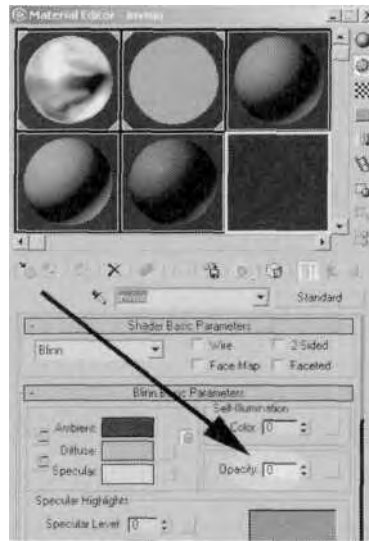 Material Editor - invisio
Standard
Shader Basic Parameters
Blinn
Wire
2-Sided
Face Map
Faceted
Blinn Basic Parameters
Self-Illumination
Ambient:
Color 0
Diffuse:
Specular:
Opacity: 0
Specular Highlights
Specular Level: 0